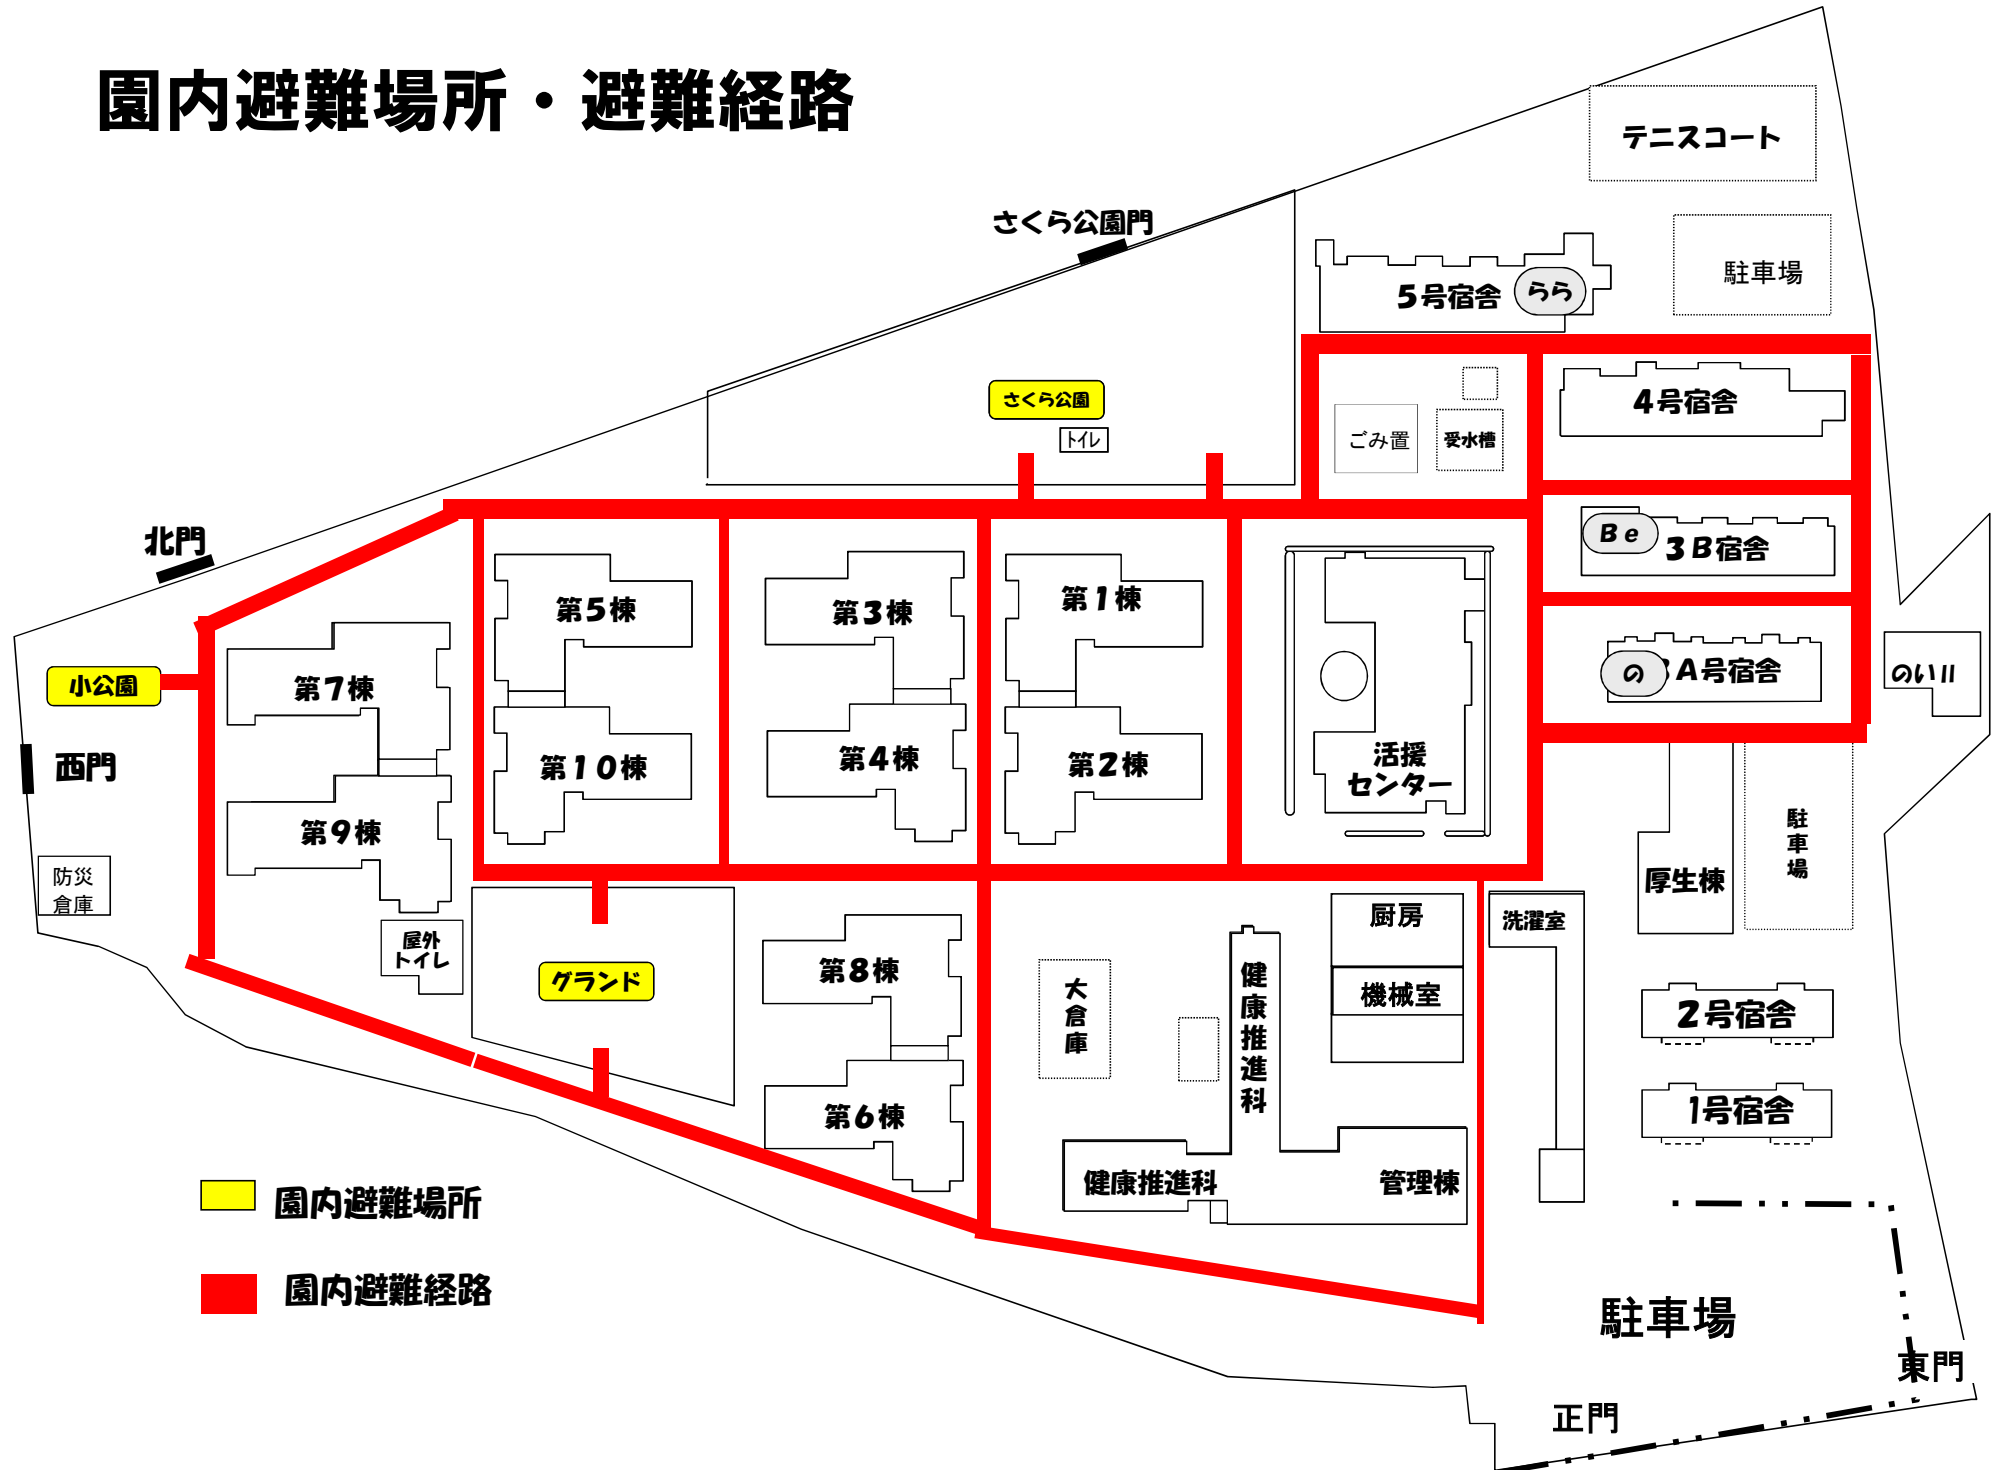 園内避難場所・避難経路
テニスコート
さくら公園門
駐車場
5号宿舎
らら
さくら公園
トイレ
4号宿舎
ごみ置
受水槽
北門
Be
3B宿舎
第5棟
第3棟
第1棟
小公園
第7棟
の
3A号宿舎
のいII
西門
第10棟
第4棟
第2棟
活援
センター
第9棟
駐車場
防災
倉庫
厚生棟
屋外
トイレ
グランド
第8棟
大倉庫
健康推進科
厨房
洗濯室
機械室
2号宿舎
第6棟
1号宿舎
健康推進科
管理棟
園内避難場所
園内避難経路
駐車場
東門
正門